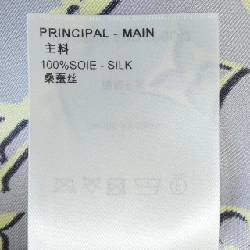 PRINCIPAL - MAIN
主料
100%SOIE - SILK
桑蚕丝